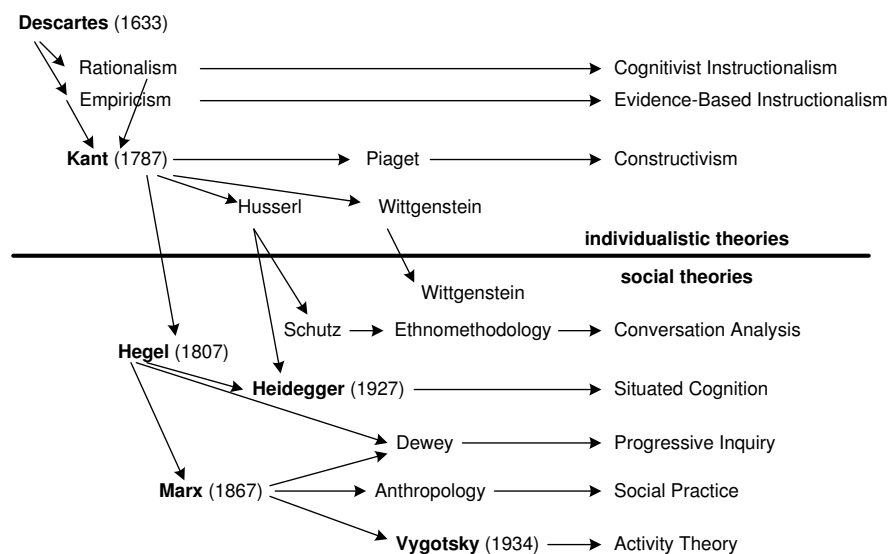 Descartes (1633)
Rationalism Cognitivist Instructionalism
Empiricism Evidence-Based Instructionalism
Kant (1787) Piaget Constructivism
Husserl Wittgenstein
individualistic theories
social theories
Wittgenstein
Schutz Ethnomethodology Conversation Analysis
Hegel (1807)
Heidegger (1927) Situated Cognition
Dewey Progressive Inquiry
Marx (1867) Anthropology Social Practice
Vygotsky (1934) Activity Theory